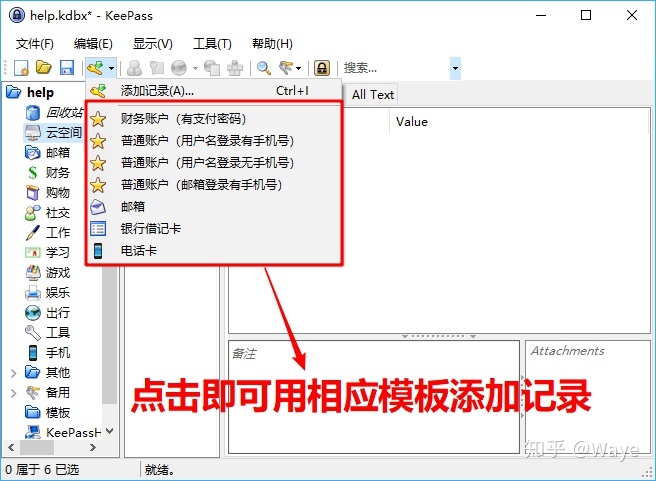 help.kdbx* - KeePass
文件(F) 编辑(E) 显示(V) 工具(T) 帮助(H)
搜索...
help
回收站
云空间
邮箱
财务
购物
社交
工作
学习
游戏
娱乐
出行
工具
手机
其他
备用
模板
KeePassH
添加记录(A)... Ctrl+I
财务账户（有支付密码）
普通账户（用户名登录有手机号）
普通账户（用户名登录无手机号）
普通账户（邮箱登录有手机号）
邮箱
银行借记卡
电话卡
All Text
Value
备注
Attachments
点击即可用相应模板添加记录
知乎 @Waye
0 属于 6 已选 就绪。